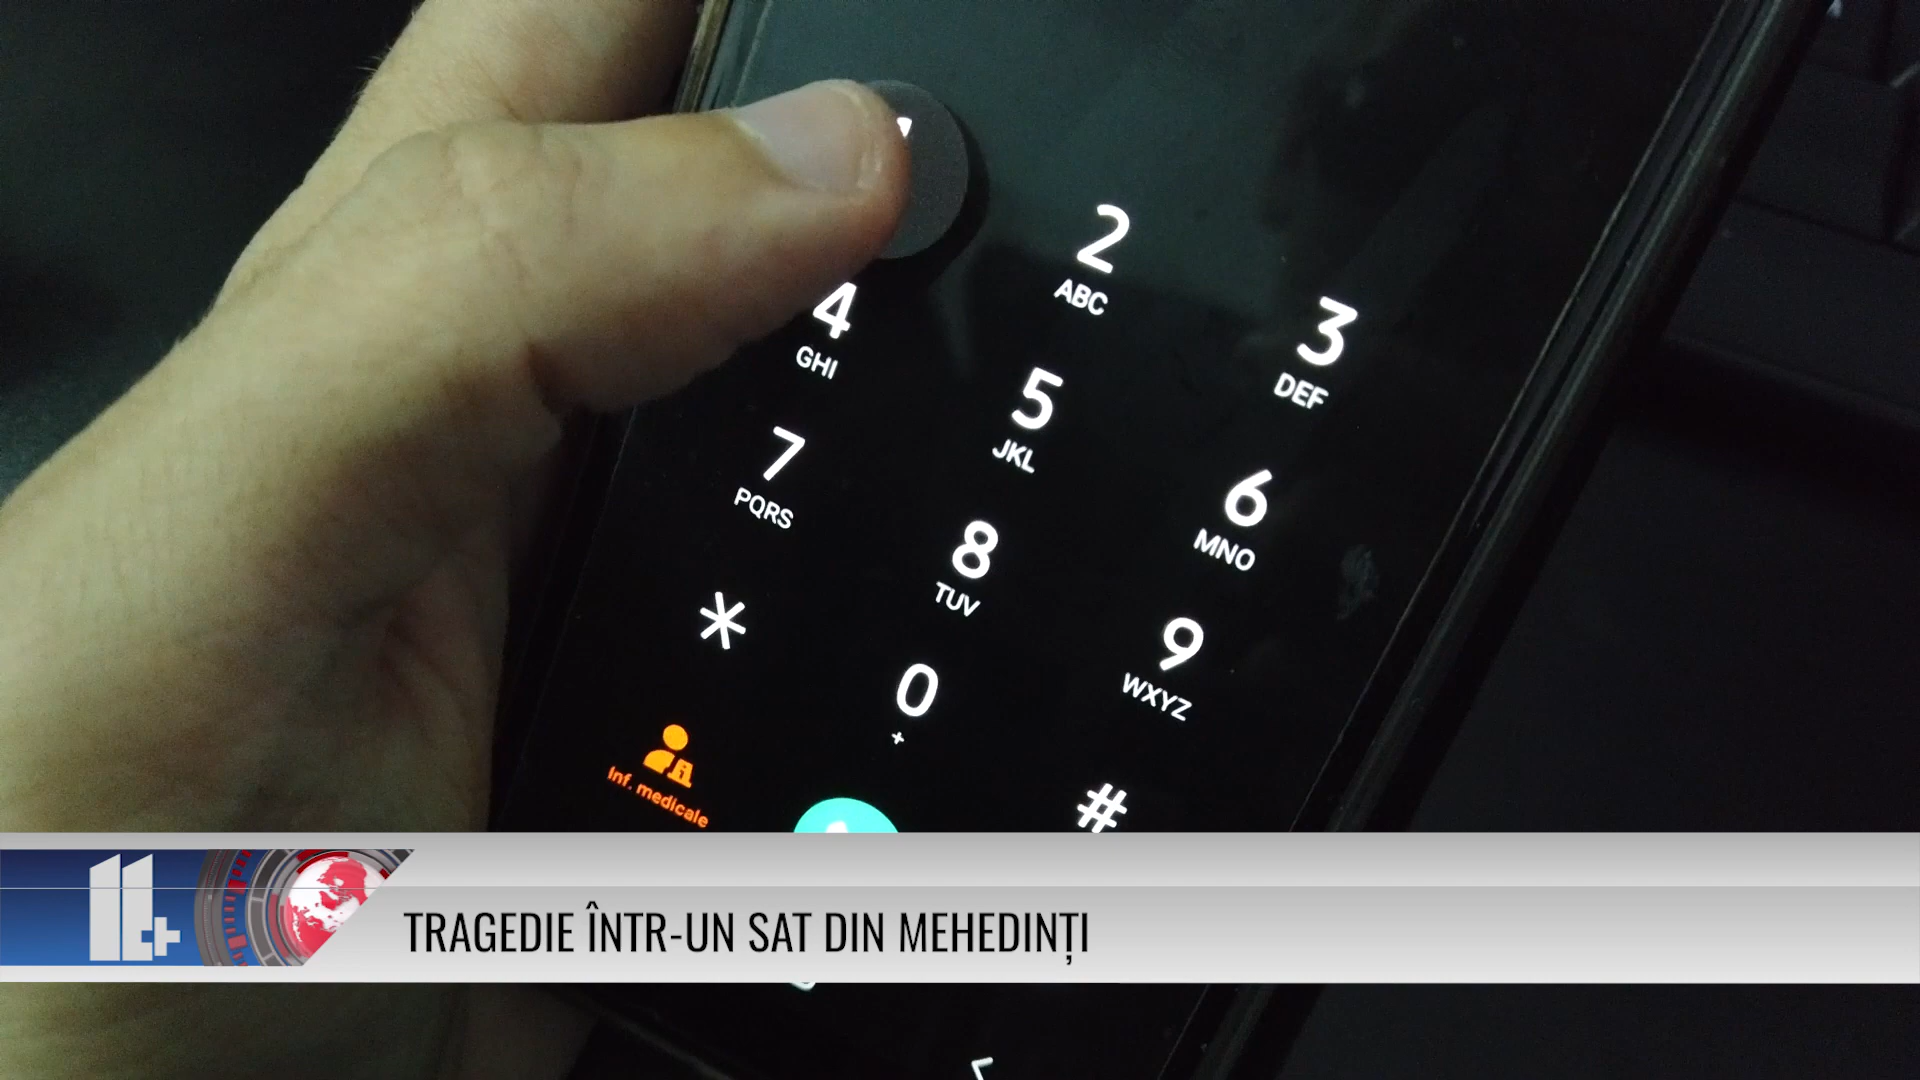 2
ABC
3
DEF
4
GHI
5
JKL
6
MNO
7
PQRS
8
TUV
9
WXYZ
*
0
+
#
Inf. medicale
TRAGEDIE ÎNTR-UN SAT DIN MEHEDINȚI